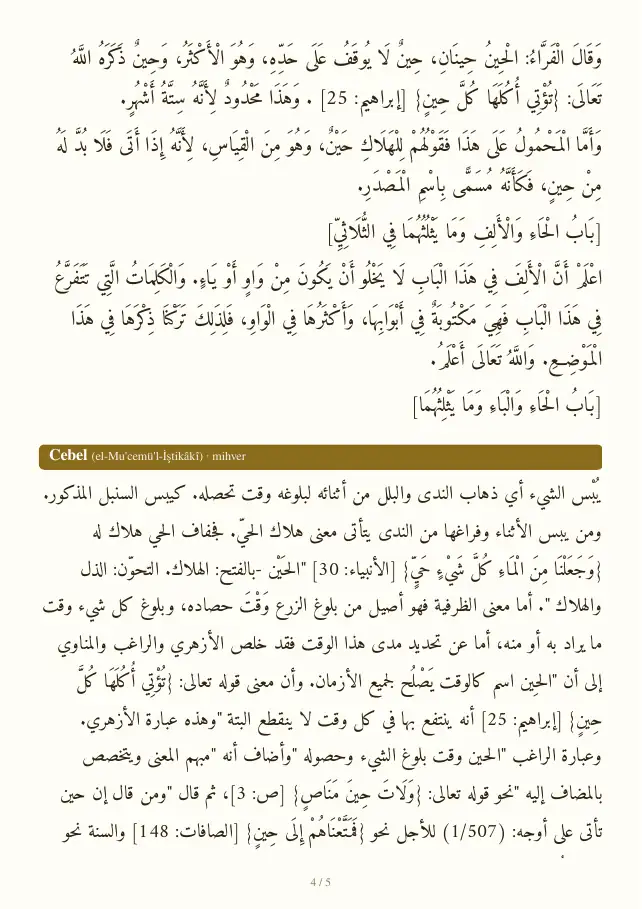 وَقَالَ الْفَرَّاءُ: الْحِينُ حِينَانِ، حِينٌ لَا يُوقَفُ عَلَى حَدِّهِ، وَهُوَ الْأَكْثَرُ، وَحِينٌ ذَكَرَهُ اللَّهُ
تَعَالَى: {تُؤْتِي أُكُلَهَا كُلَّ حِينٍ} [إبراهيم: 25] . وَهَذَا مَحْدُودٌ لِأَنَّهُ سِتَّةُ أَشْهُرٍ.
وَأَمَّا الْمَحْمُولُ عَلَى هَذَا فَقَوْلُهُمْ لِلْهَلَاكِ حَيْنٌ، وَهُوَ مِنَ الْقِيَاسِ، لِأَنَّهُ إِذَا أَتَى فَلَا بُدَّ لَهُ
مِنْ حِينٍ، فَكَأَنَّهُ مُسَمًّى بِاسْمِ الْمَصْدَرِ.
[بَابُ الْحَاءِ وَالْأَلِفِ وَمَا يَثْلُثُهُمَا فِي الثُّلَاثِيِّ]
اعْلَمْ أَنَّ الْأَلِفَ فِي هَذَا الْبَابِ لَا يَخْلُو أَنْ يَكُونَ مِنْ وَاوٍ أَوْ يَاءٍ. وَالْكَلِمَاتُ الَّتِي تَتَفَرَّعُ
فِي هَذَا الْبَابِ فَهِيَ مَكْتُوبَةٌ فِي أَبْوَابِهَا، وَأَكْثَرُهَا فِي الْوَاوِ، فَلِذَلِكَ تَرَكْنَا ذِكْرَهَا فِي هَذَا
الْمَوْضِعِ. وَاللَّهُ تَعَالَى أَعْلَمُ.
[بَابُ الْحَاءِ وَالْبَاءِ وَمَا يَثْلِثُهُمَا]
Cebel (el-Mu'cemü'l-İştikâkî) · mihver
يُبْس الشيء أي ذهاب الندى والبلل من أثنائه لبلوغه وقت تحصله. كيبس السنبل المذكور.
ومن يبس الأثناء وفراغها من الندى يتأتى معنى هلاك الحيّ. فجفاف الحي هلاك له
{وَجَعَلْنَا مِنَ الْمَاءِ كُلَّ شَيْءٍ حَيٍّ} [الأنبياء: 30] "الحَيْن -بالفتح: الهلاك. التحوّن: الذل
والهلاك ". أما معنى الظرفية فهو أصيل من بلوغ الزرع وَقْتَ حصاده، وبلوغ كل شيء وقت
ما يراد به أو منه، أما عن تحديد مدى هذا الوقت فقد خلص الأزهري والراغب والمناوي
إلى أن "الحِين اسم كالوقت يَصْلُح لجميع الأزمان. وأن معنى قوله تعالى: {تُؤْتِي أُكُلَهَا كُلَّ
حِينٍ} [إبراهيم: 25] أنه ينتفع بها في كل وقت لا ينقطع البتة "وهذه عبارة الأزهري.
وعبارة الراغب "الحين وقت بلوغ الشيء وحصوله "وأضاف أنه "مبهم المعنى ويتخصص
بالمضاف إليه "نحو قوله تعالى: {وَلَاتَ حِينَ مَنَاصٍ} [ص: 3]، ثم قال "ومن قال إن حين
تأتى على أوجه: (1/507) للأجل نحو {فَمَتَّعْنَاهُمْ إِلَى حِينٍ} [الصافات: 148] والسنة نحو
4 / 5